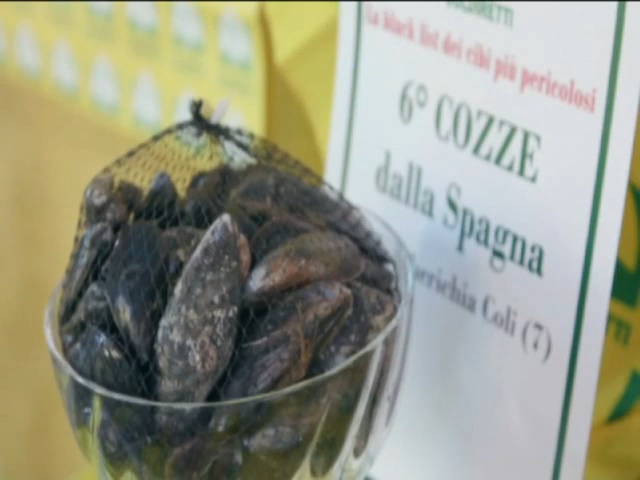 La black list dei cibi più pericolosi
6° COZZE
dalla Spagna
Coli (7)